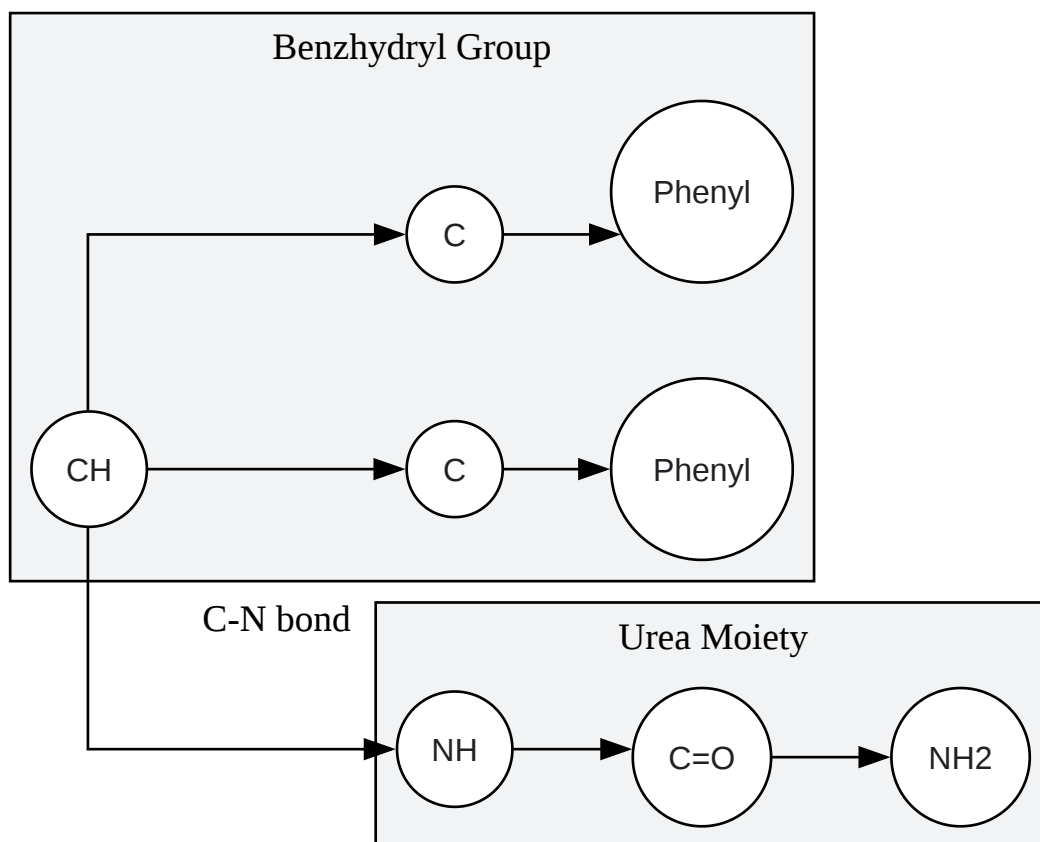 Benzhydryl Group
Phenyl
C
CH
C
Phenyl
C-N bond
Urea Moiety
NH
C=O
NH2